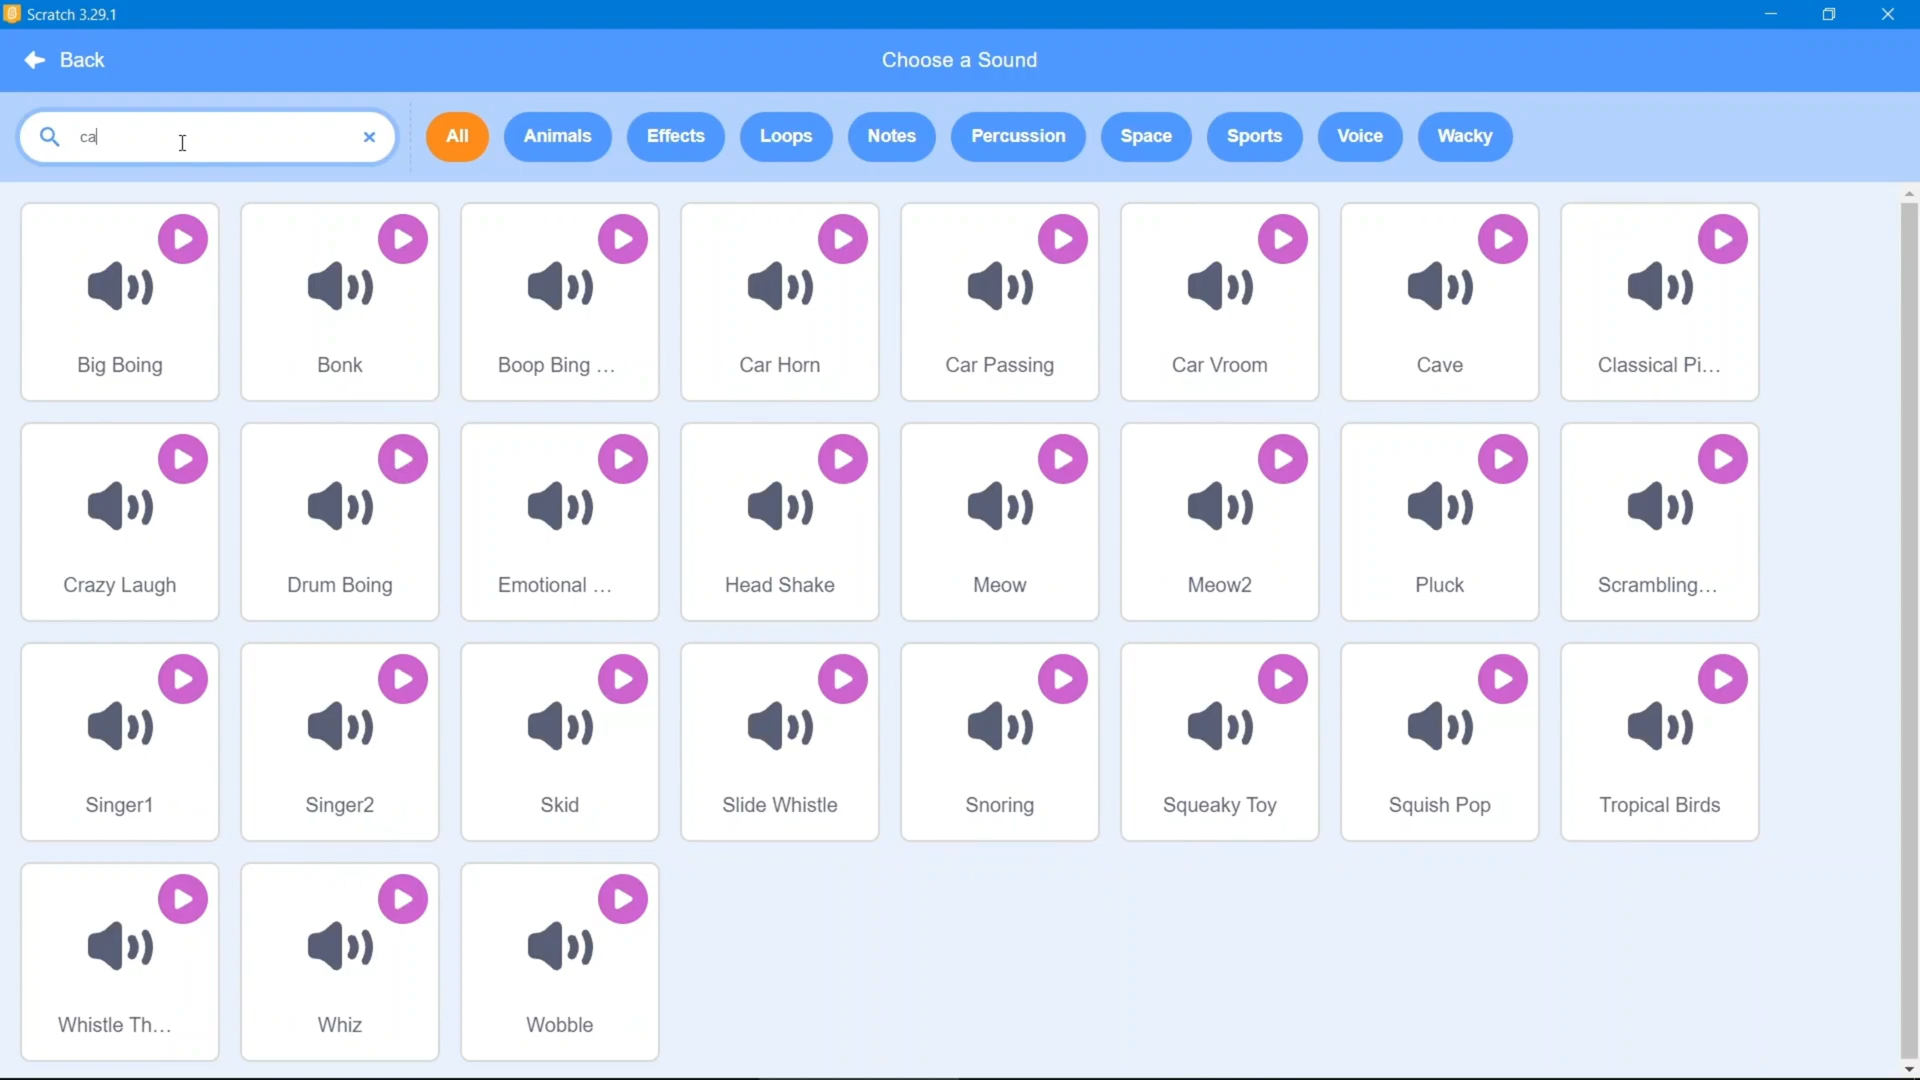 Scratch 3.29.1
Back
Choose a Sound
ca
All
Animals
Effects
Loops
Notes
Percussion
Space
Sports
Voice
Wacky
Big Boing
Bonk
Boop Bing ...
Car Horn
Car Passing
Car Vroom
Cave
Classical Pi...
Crazy Laugh
Drum Boing
Emotional ...
Head Shake
Meow
Meow2
Pluck
Scrambling...
Singer1
Singer2
Skid
Slide Whistle
Snoring
Squeaky Toy
Squish Pop
Tropical Birds
Whistle Th...
Whiz
Wobble